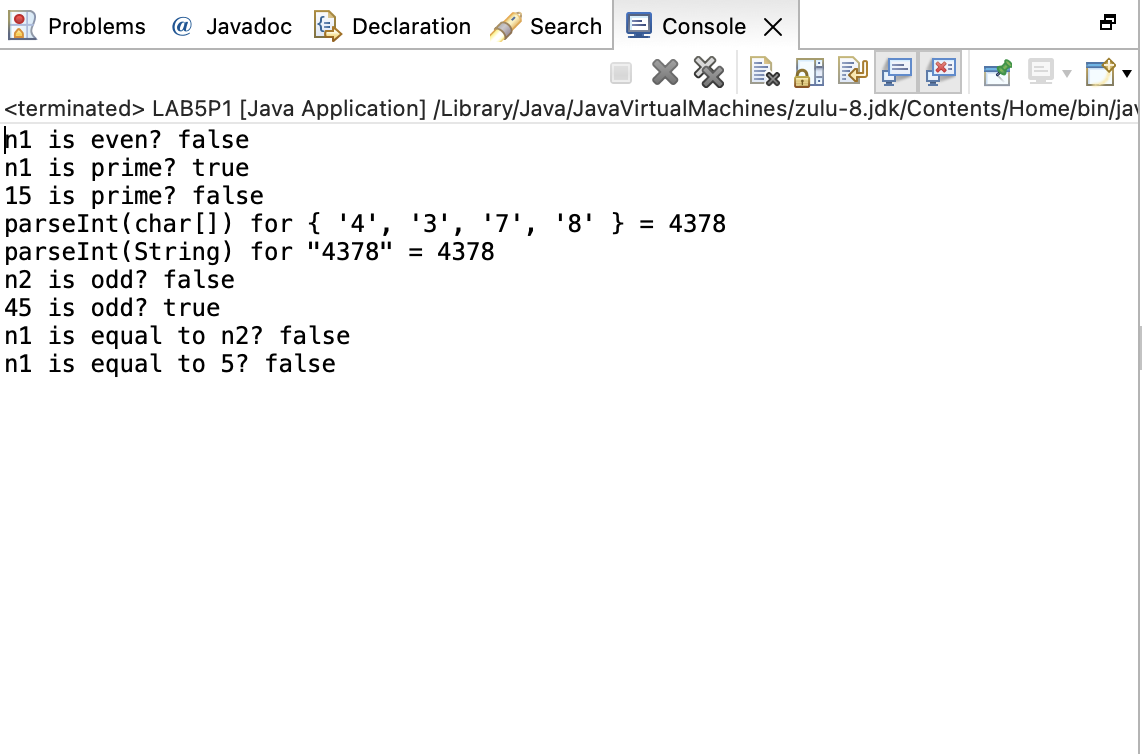 Problems @ Javadoc Declaration Search Console
<terminated> LAB5P1 [Java Application] /Library/Java/JavaVirtualMachines/zulu-8.jdk/Contents/Home/bin/jav
n1 is even? false
n1 is prime? true
15 is prime? false
parseInt(char[]) for { '4', '3', '7', '8' } = 4378
parseInt(String) for "4378" = 4378
n2 is odd? false
45 is odd? true
n1 is equal to n2? false
n1 is equal to 5? false